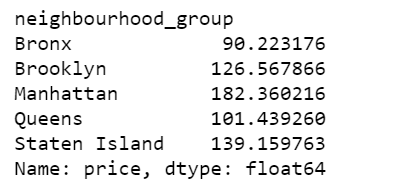 neighbourhood_group
Bronx 90.223176
Brooklyn 126.567866
Manhattan 182.360216
Queens 101.439260
Staten Island 139.159763
Name: price, dtype: float64